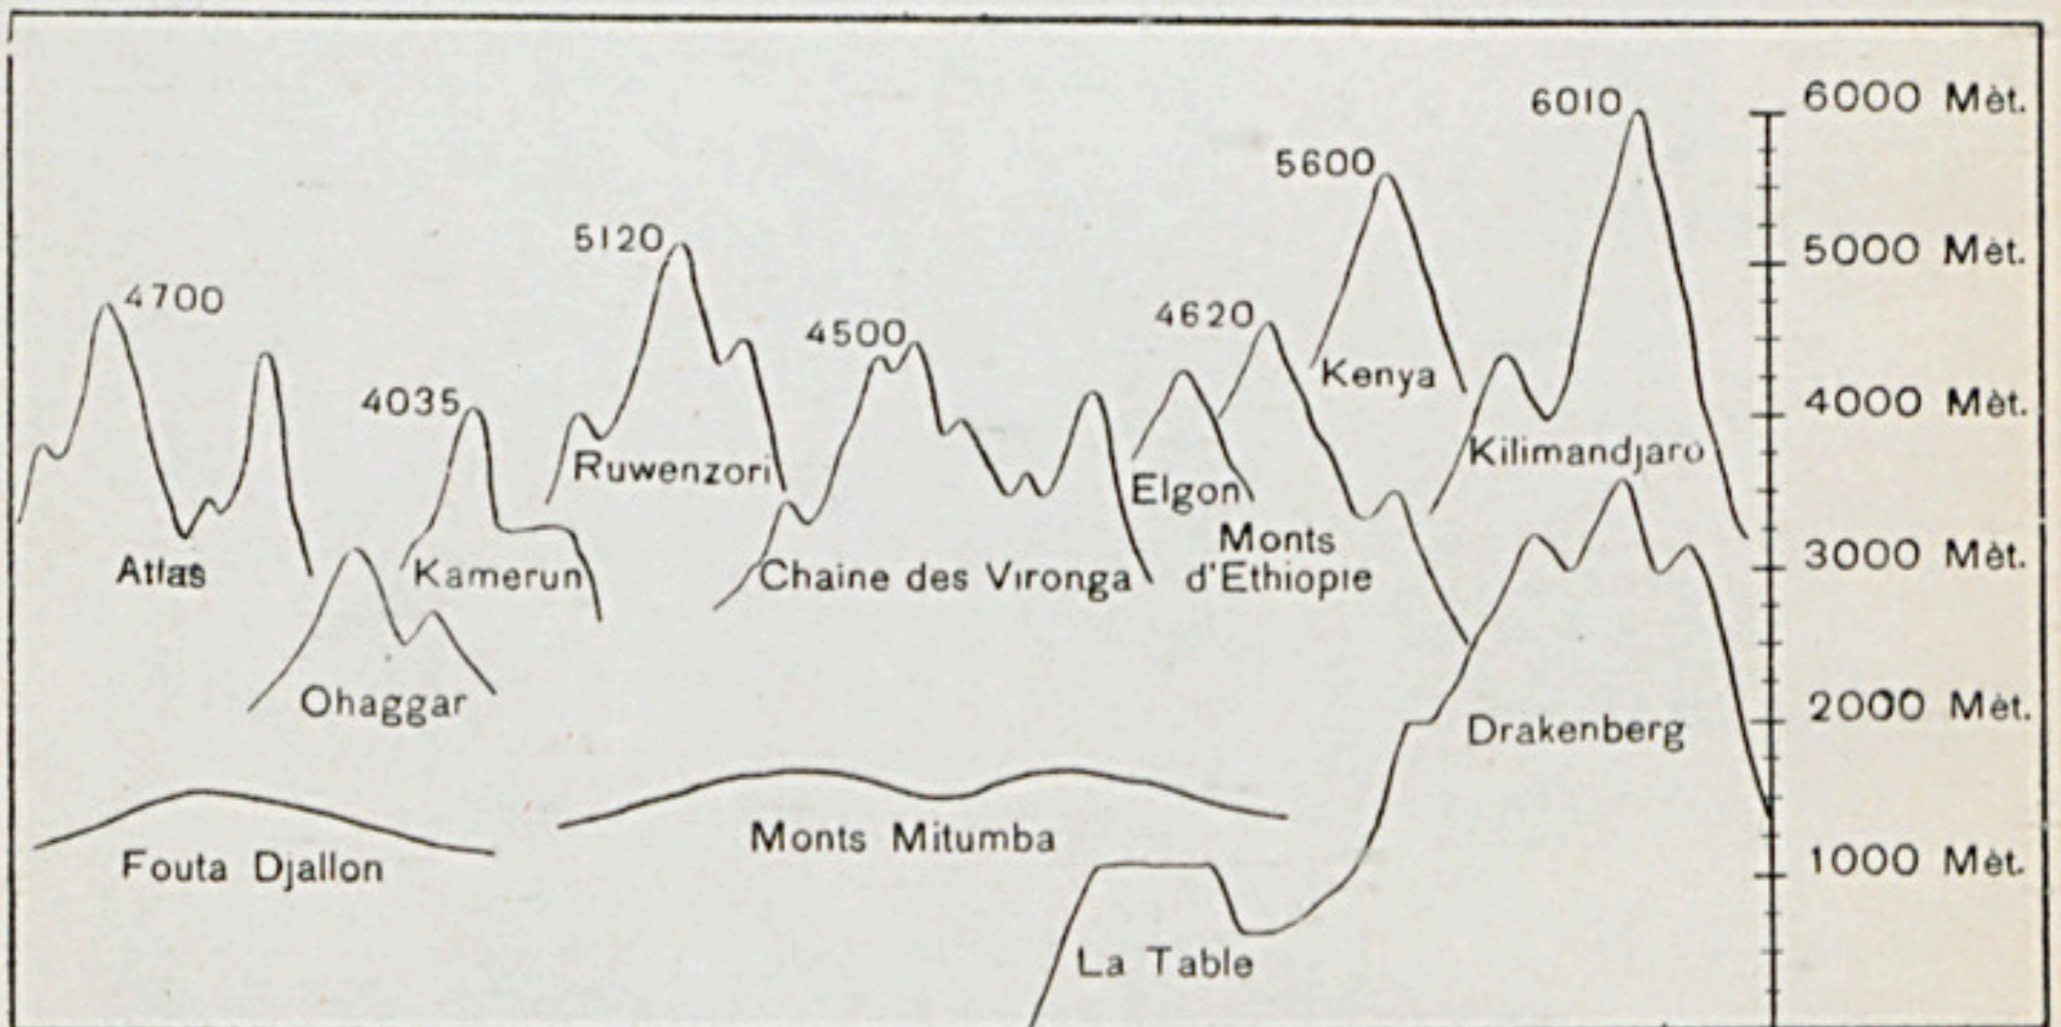 6010
6000 Mèt.
5600
5120
5000 Mèt.
4700
4620
4500
4035
Kenya
4000 Mèt.
Ruwenzori
Kilimandjaro
Elgon
Atlas
Kamerun
Chaine des Vironga
Monts
d'Ethiopie
3000 Mèt.
Ohaggar
Drakenberg
2000 Mèt.
Fouta Djallon
Monts Mitumba
1000 Mèt.
La Table